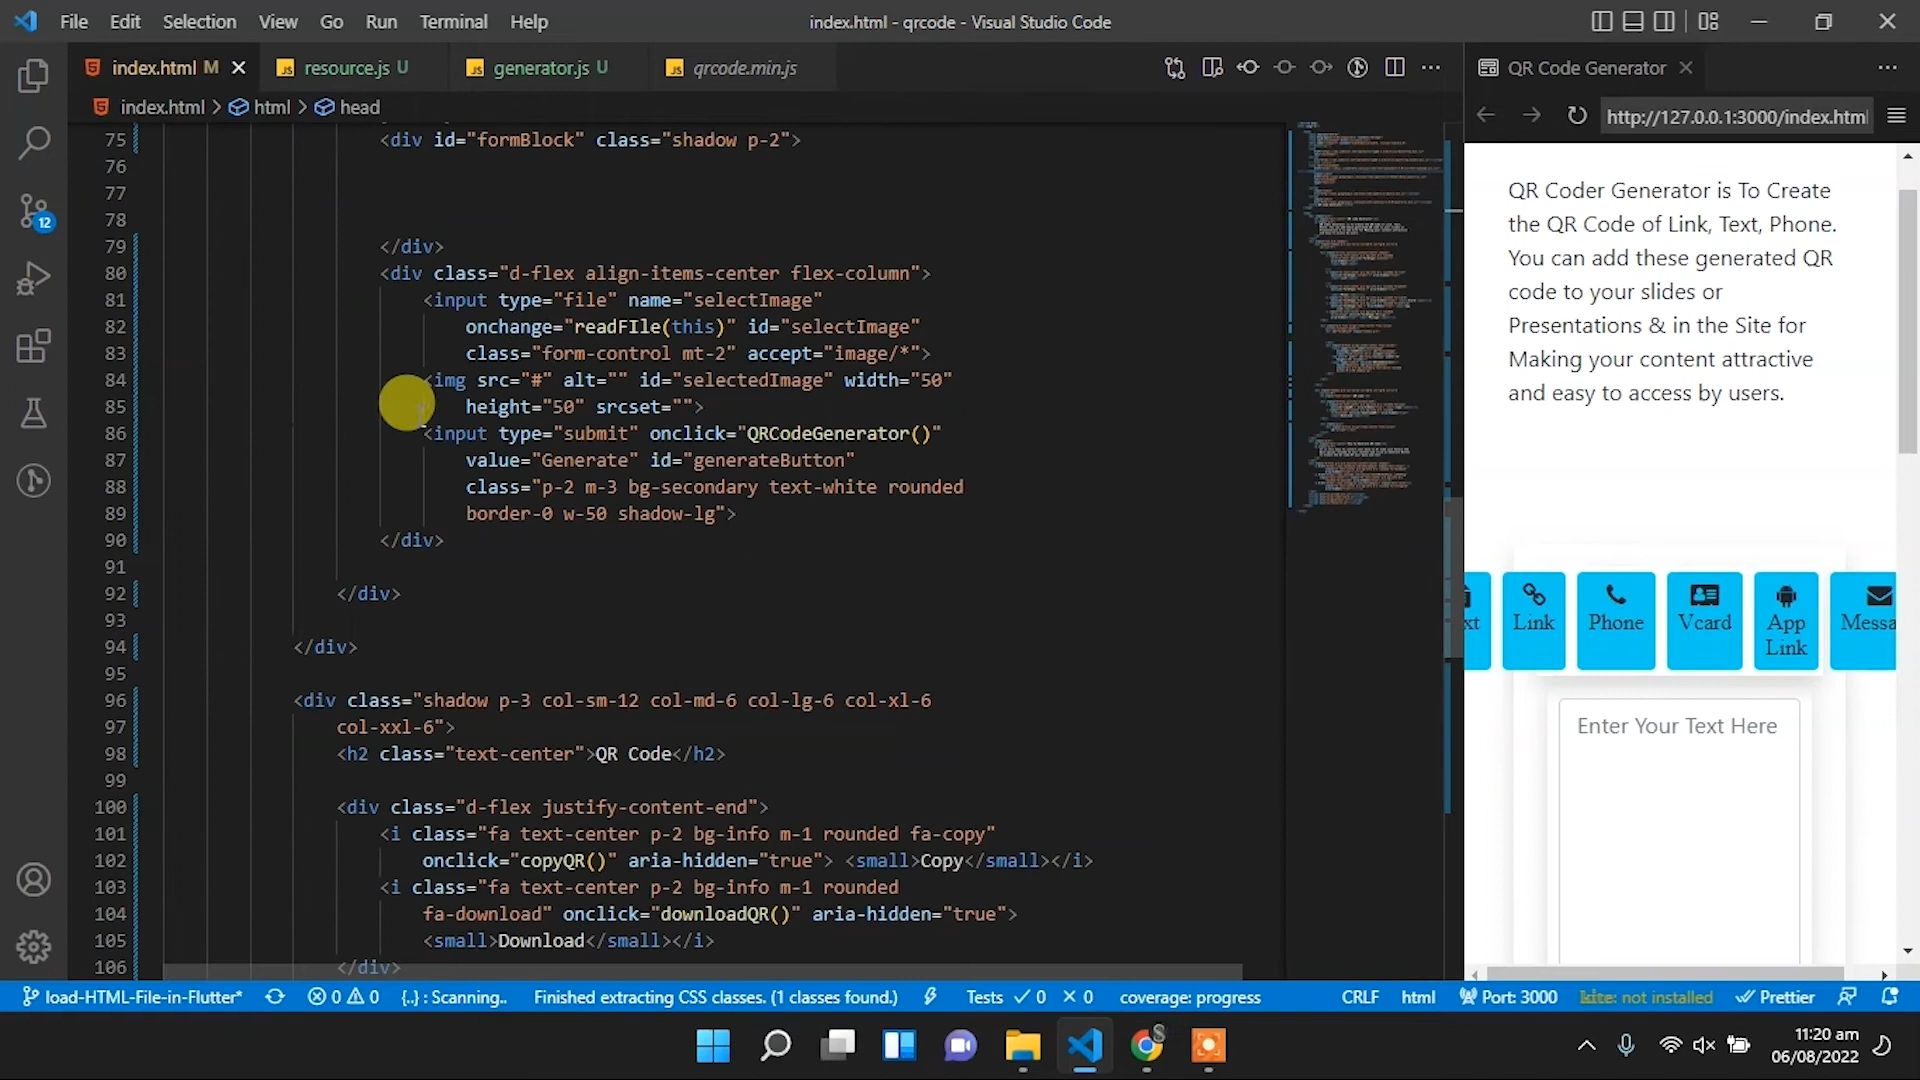 File Edit Selection View Go Run Terminal Help
index.html - qrcode - Visual Studio Code
index.html M
resource.js U
generator.js U
qrcode.min.js
QR Code Generator
index.html > html > head
http://127.0.0.1:3000/index.html
75 <div id="formBlock" class="shadow p-2">
76
77
78
79 </div>
80 <div class="d-flex align-items-center flex-column">
81 <input type="file" name="selectImage"
82 onchange="readFIle(this)" id="selectImage"
83 class="form-control mt-2" accept="image/*">
84 <img src="#" alt="" id="selectedImage" width="50"
85 height="50" srcset="">
86 <input type="submit" onclick="QRCodeGenerator()"
87 value="Generate" id="generateButton"
88 class="p-2 m-3 bg-secondary text-white rounded
89 border-0 w-50 shadow-lg">
90 </div>
91
92 </div>
93
94 </div>
95
96 <div class="shadow p-3 col-sm-12 col-md-6 col-lg-6 col-xl-6
97 col-xxl-6">
98 <h2 class="text-center">QR Code</h2>
99
100 <div class="d-flex justify-content-end">
101 <i class="fa text-center p-2 bg-info m-1 rounded fa-copy"
102 onclick="copyQR()" aria-hidden="true"> <small>Copy</small></i>
103 <i class="fa text-center p-2 bg-info m-1 rounded
104 fa-download" onclick="downloadQR()" aria-hidden="true">
105 <small>Download</small></i>
106 </div>
QR Coder Generator is To Create
the QR Code of Link, Text, Phone.
You can add these generated QR
code to your slides or
Presentations & in the Site for
Making your content attractive
and easy to access by users.
xt
Link
Phone
Vcard
App
Link
Messa
Enter Your Text Here
12
load-HTML-File-in-Flutter* 0 0 {..} : Scanning.. Finished extracting CSS classes. (1 classes found.) Tests 0 0 coverage: progress CRLF html Port: 3000 kite: not installed Prettier
11:20 am
06/08/2022